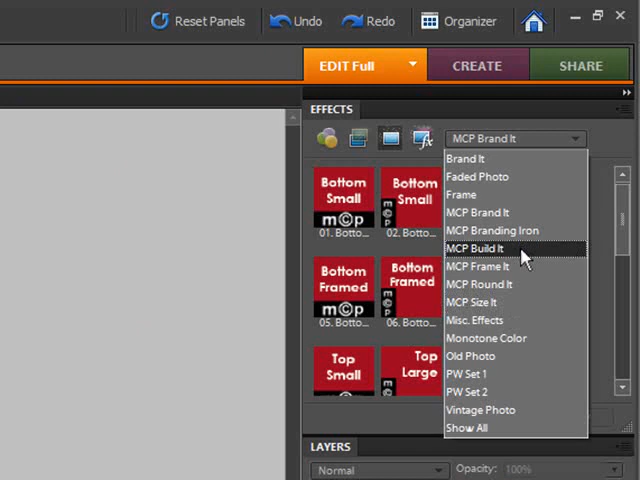 Reset Panels Undo Redo Organizer
EDIT Full CREATE SHARE
EFFECTS
MCP Brand It
Brand It
Faded Photo
Frame
MCP Brand It
MCP Branding Iron
MCP Build It
MCP Frame It
MCP Round It
MCP Size It
Misc. Effects
Monotone Color
Old Photo
PW Set 1
PW Set 2
Vintage Photo
Show All
Bottom Small mcp
01. Botto...
Bottom Small mcp
02. Botto...
Bottom Framed mcp
05. Botto...
Bottom Framed mcp
06. Botto...
Top Small
Top Large
LAYERS
Normal Opacity: 100%